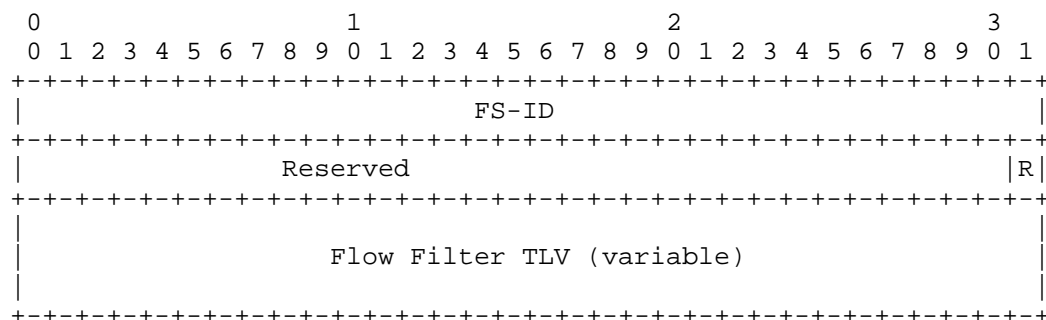 0                   1                   2                   3
 0 1 2 3 4 5 6 7 8 9 0 1 2 3 4 5 6 7 8 9 0 1 2 3 4 5 6 7 8 9 0 1
+-+-+-+-+-+-+-+-+-+-+-+-+-+-+-+-+-+-+-+-+-+-+-+-+-+-+-+-+-+-+-+-+
|                            FS-ID                              |
+-+-+-+-+-+-+-+-+-+-+-+-+-+-+-+-+-+-+-+-+-+-+-+-+-+-+-+-+-+-+-+-+
|                Reserved                                     |R|
+-+-+-+-+-+-+-+-+-+-+-+-+-+-+-+-+-+-+-+-+-+-+-+-+-+-+-+-+-+-+-+-+
|                                                               |
|                   Flow Filter TLV (variable)                  |
|                                                               |
+-+-+-+-+-+-+-+-+-+-+-+-+-+-+-+-+-+-+-+-+-+-+-+-+-+-+-+-+-+-+-+-+